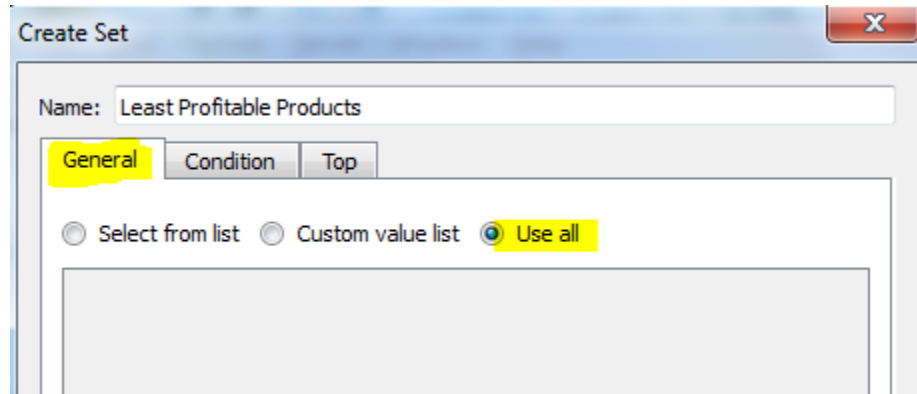 Create Set
Name: Least Profitable Products
General Condition Top
Select from list Custom value list Use all